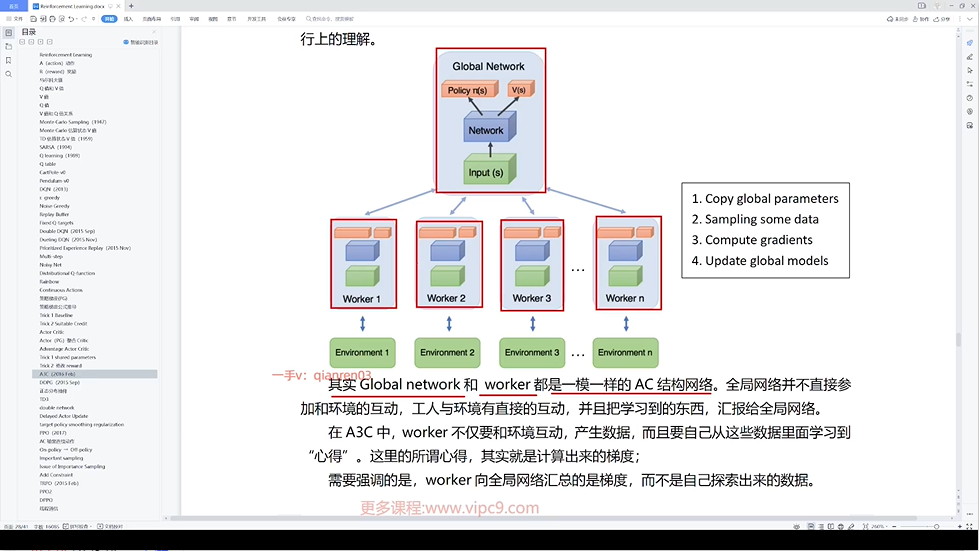 首页
Reinforcement Learning.docx
文件
开始
插入
页面布局
引用
审阅
视图
章节
开发工具
会员专享
查找命令、搜索模板
未同步
协作
分享
目录
智能识别目录
Reinforcement Learning
A（action）动作
R（reward）奖励
Q 值和 V 值
V 值
Q 值
V 值和 Q 值关系
Monte-Carlo Sampling（1947）
Monte-Carlo 估算状态 V 值
TD 估算状态 V 值（1959）
SARSA（1994）
Q-learning（1989）
Q table
CartPole v0
Pendulum v0
DQN（2013）
ε -greedy
Noise Greedy
Replay Buffer
Fixed Q-targets
Double DQN（2015 Sep）
Dueling DQN（2015 Nov）
Prioritized Experience Replay（2015 Nov）
Multi-step
Noisy Net
Distributional Q-function
Rainbow
Continuous Actions
策略梯度(PG)
策略梯度公式推导
Trick 1 Baseline
Trick 2 Suitable Credit
Actor Critic
Actor（PG）整合 Critic
Advantage Actor Critic
Trick 1 shared parameters
Trick 2 修改 reward
A3C（2016 Feb）
DDPG（2015 Sep）
TD3
double network
Delayed Actor Update
target policy smoothing regularization
PPO（2017）
AC 输出连续动作
On-policy → Off-policy
Important sampling
Issue of Importance Sampling
Add Constraint
TRPO（2015 Feb）
PPO2
DPPO
行上的理解。
Global Network
Policy π(s)
V(s)
Network
Input (s)
1. Copy global parameters
2. Sampling some data
3. Compute gradients
4. Update global models
Worker 1
Worker 2
Worker 3
...
Worker n
Environment 1
Environment 2
Environment 3
...
Environment n
一手v：qianren03
其实 Global network 和 worker 都是一模一样的 AC 结构网络。全局网络并不直接参
加和环境的互动，工人与环境有直接的互动，并且把学习到的东西，汇报给全局网络。
在 A3C 中，worker 不仅要和环境互动，产生数据，而且要自己从这些数据里面学习到
“心得”。这里的所谓心得，其实就是计算出来的梯度；
需要强调的是，worker 向全局网络汇总的是梯度，而不是自己探索出来的数据。
更多课程:www.vipc9.com
260%